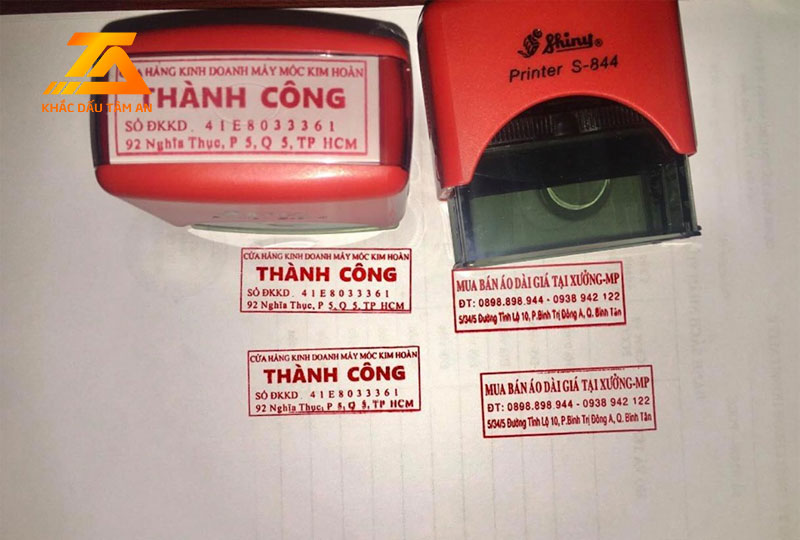 KHẮC DẤU TÂM AN
CỬA HÀNG KINH DOANH MÁY MÓC KIM HOÀN
THÀNH CÔNG
SỐ ĐKKD . 41E8033361
92 Nghĩa Thục, P 5, Q 5, TP HCM
Shiny
Printer S-844
CỬA HÀNG KINH DOANH MÁY MÓC KIM HOÀN
THÀNH CÔNG
SỐ ĐKKD . 41E8033361
92 Nghĩa Thục, P 5, Q 5, TP HCM
MUA BÁN ÁO DÀI GIÁ TẠI XƯỞNG-MP
ĐT: 0898.898.944 - 0938 942 122
5/34/5 Đường Tỉnh Lộ 10, P.Bình Trị Đông A, Q. Bình Tân
CỬA HÀNG KINH DOANH MÁY MÓC KIM HOÀN
THÀNH CÔNG
SỐ ĐKKD . 41E8033361
92 Nghĩa Thục, P 5, Q 5, TP HCM
MUA BÁN ÁO DÀI GIÁ TẠI XƯỞNG-MP
ĐT: 0898.898.944 - 0938 942 122
5/34/5 Đường Tỉnh Lộ 10, P.Bình Trị Đông A, Q. Bình Tân